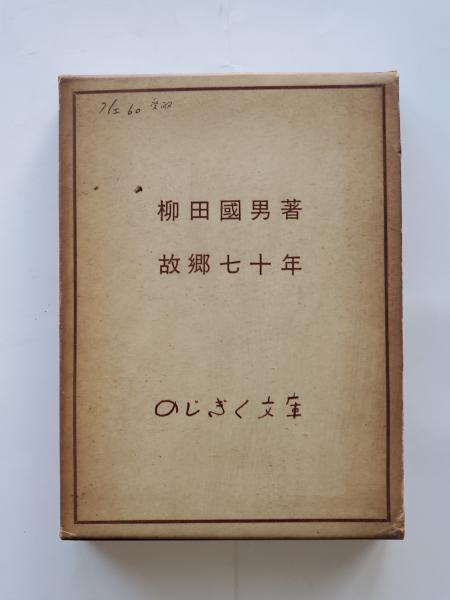 柳田國男著
故郷七十年
のじぎく文庫